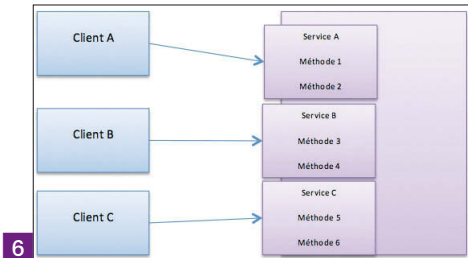 Client A
Service A
Méthode 1
Méthode 2
Client B
Service B
Méthode 3
Méthode 4
Client C
Service C
Méthode 5
Méthode 6
6